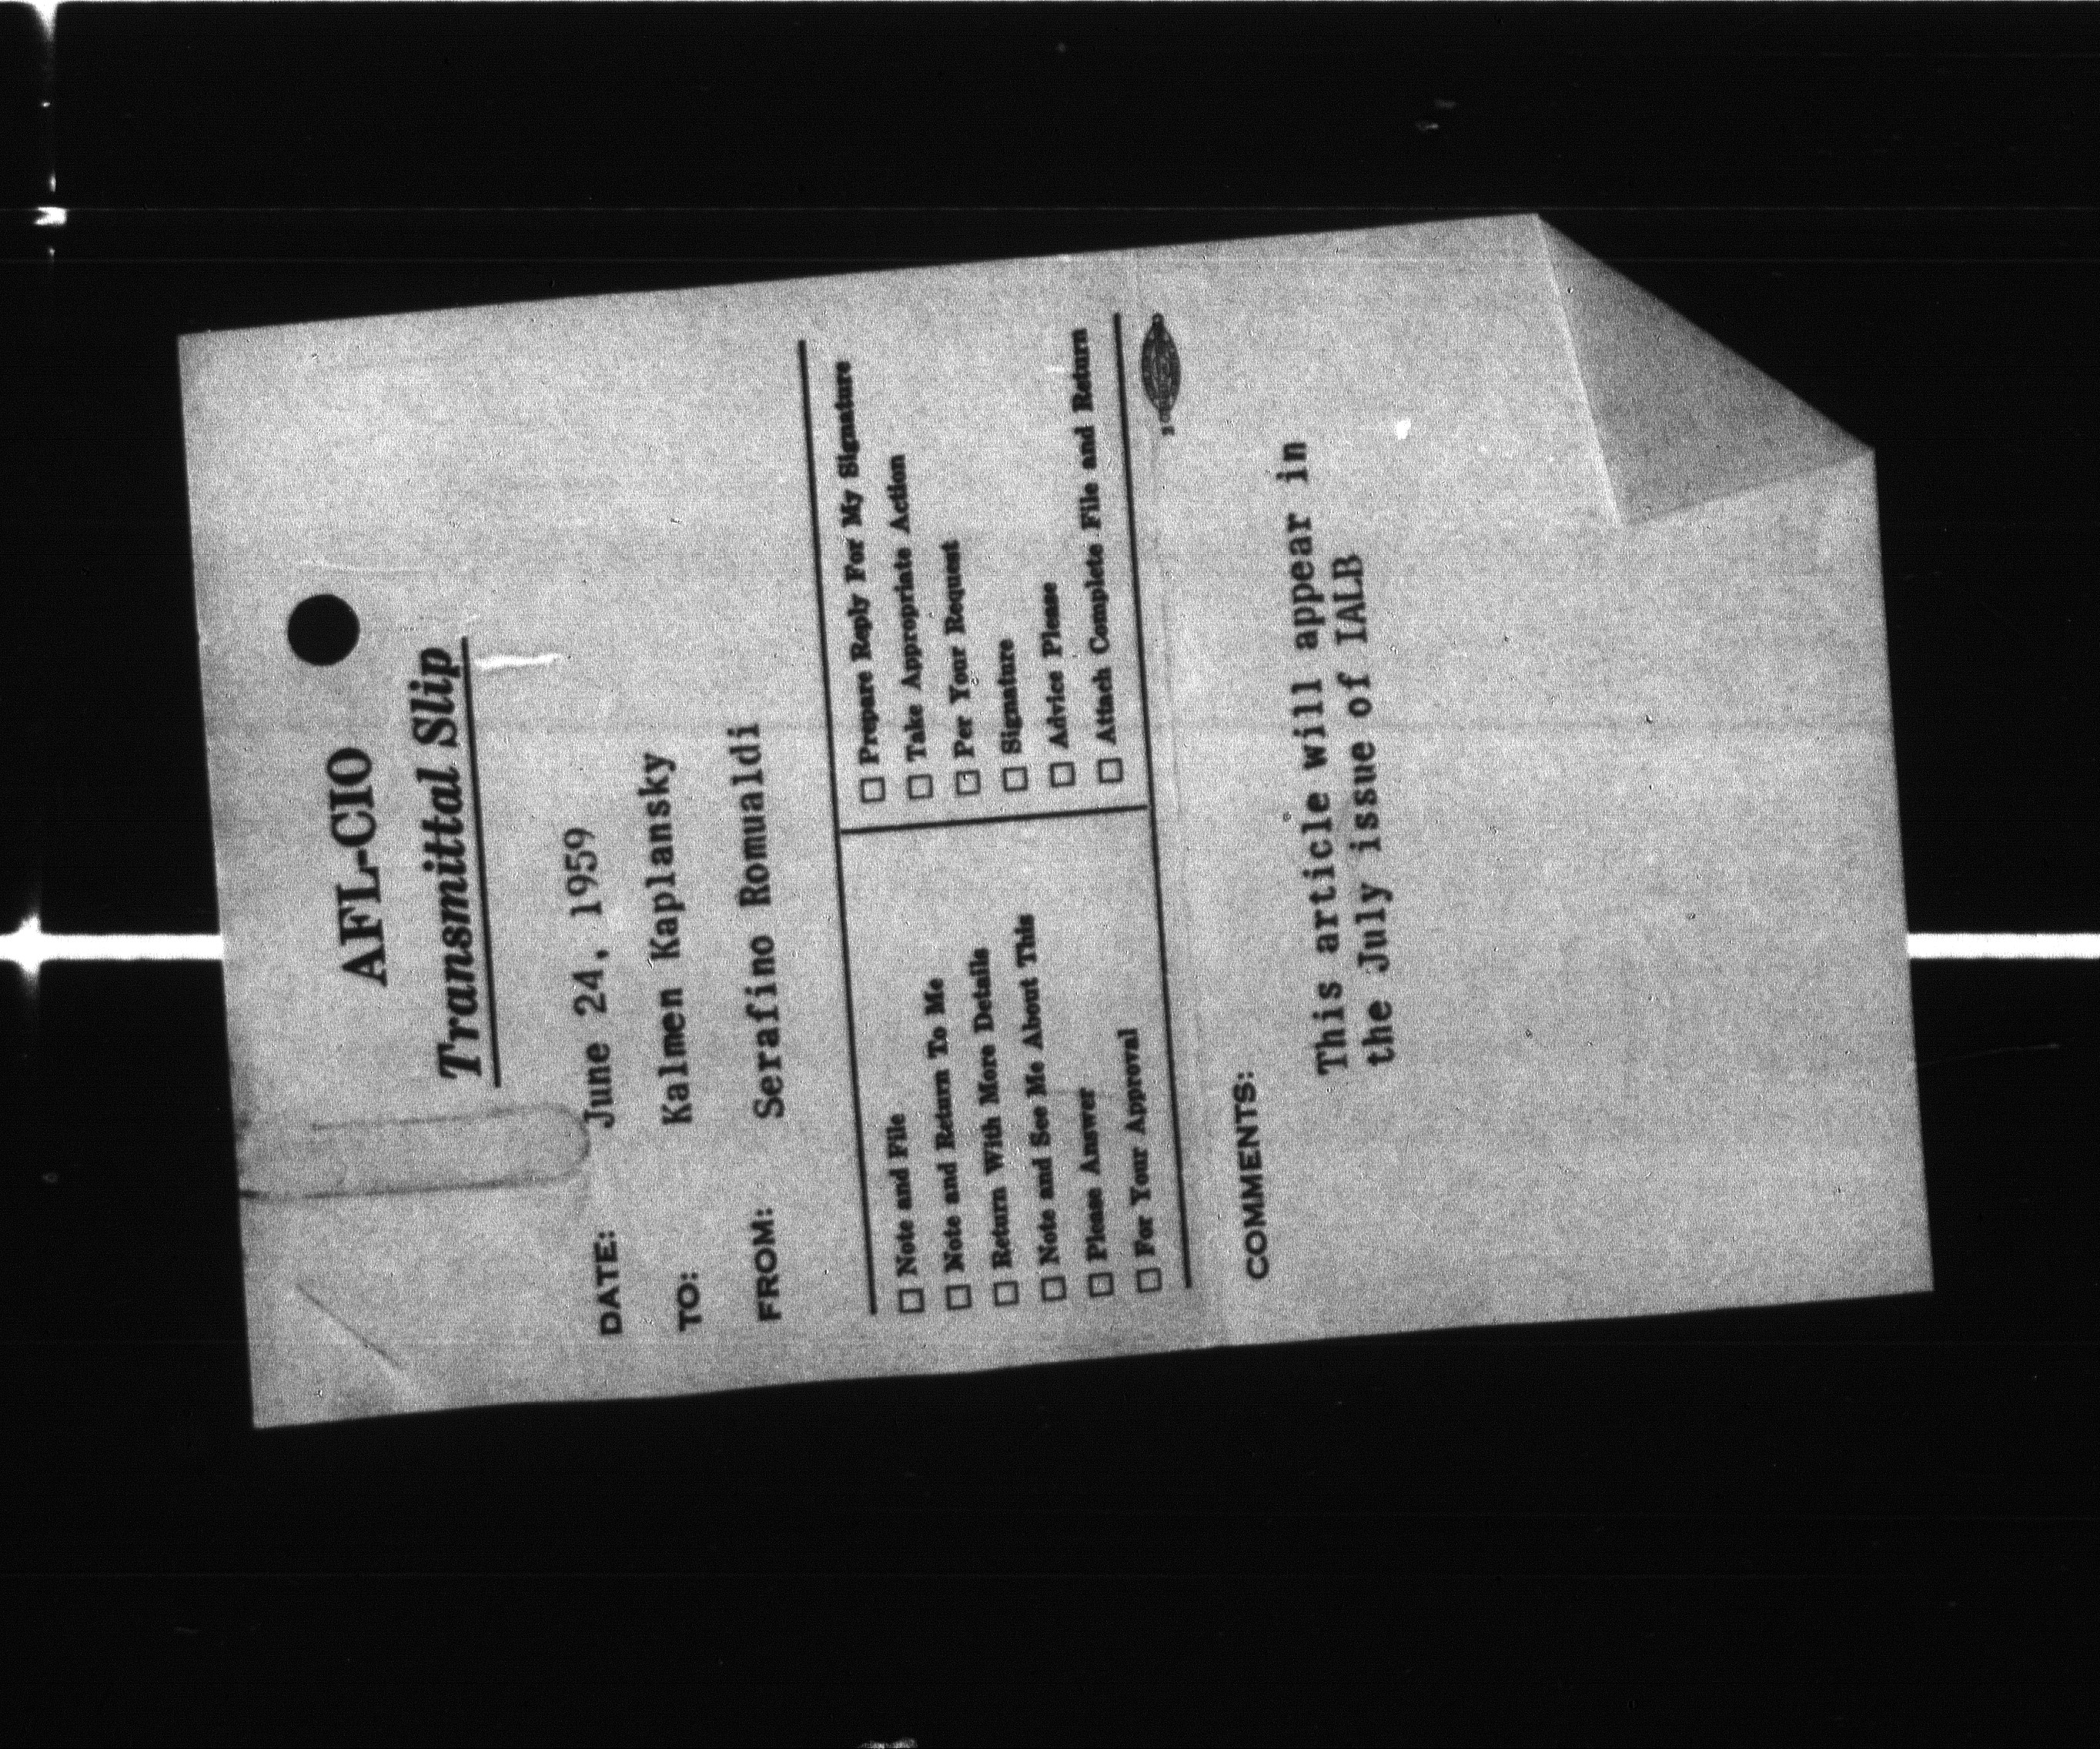 AFL-CIO
Transmittal Slip
DATE: June 24, 1959
TO: Kalmen Kaplansky
FROM: Serafino Romualdi
☐ Note and File
☐ Note and Return To Me
☐ Return With More Details
☐ Note and See Me About This
☐ Please Answer
☐ For Your Approval
☐ Prepare Reply For My Signature
☐ Take Appropriate Action
☐ Per Your Request
☐ Signature
☐ Advice Please
☐ Attach Complete File and Return
COMMENTS:
This article will appear in
the July issue of IALB